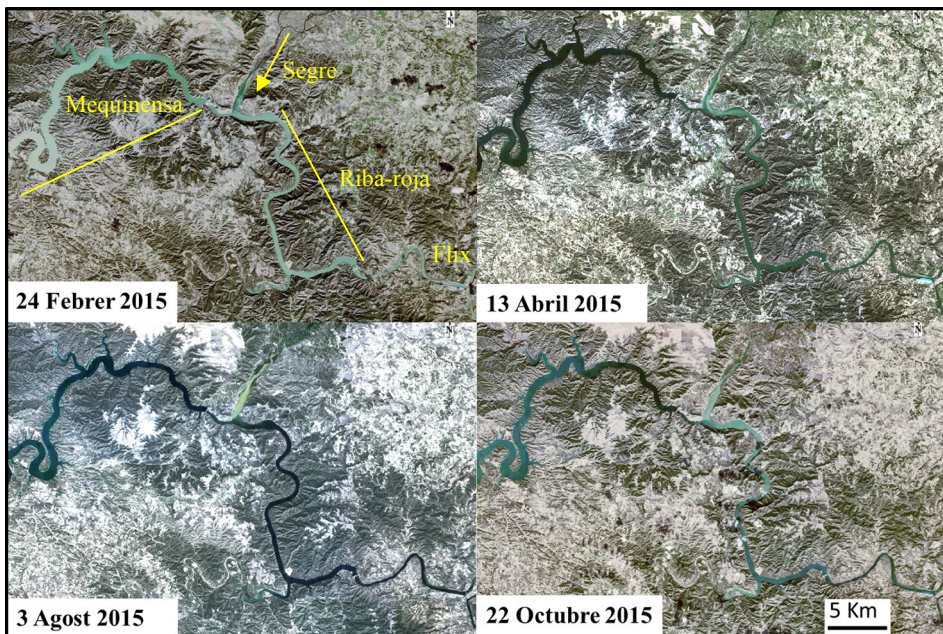 N
Segre
Mequinensa
Riba-roja
Flix
24 Febrer 2015
N
13 Abril 2015
N
3 Agost 2015
N
22 Octubre 2015
5 Km